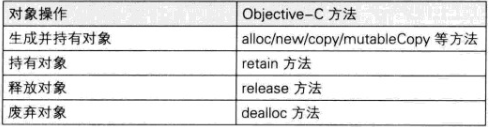 对象操作 Objective-C 方法
生成并持有对象 alloc/new/copy/mutableCopy 等方法
持有对象 retain 方法
释放对象 release 方法
废弃对象 dealloc 方法